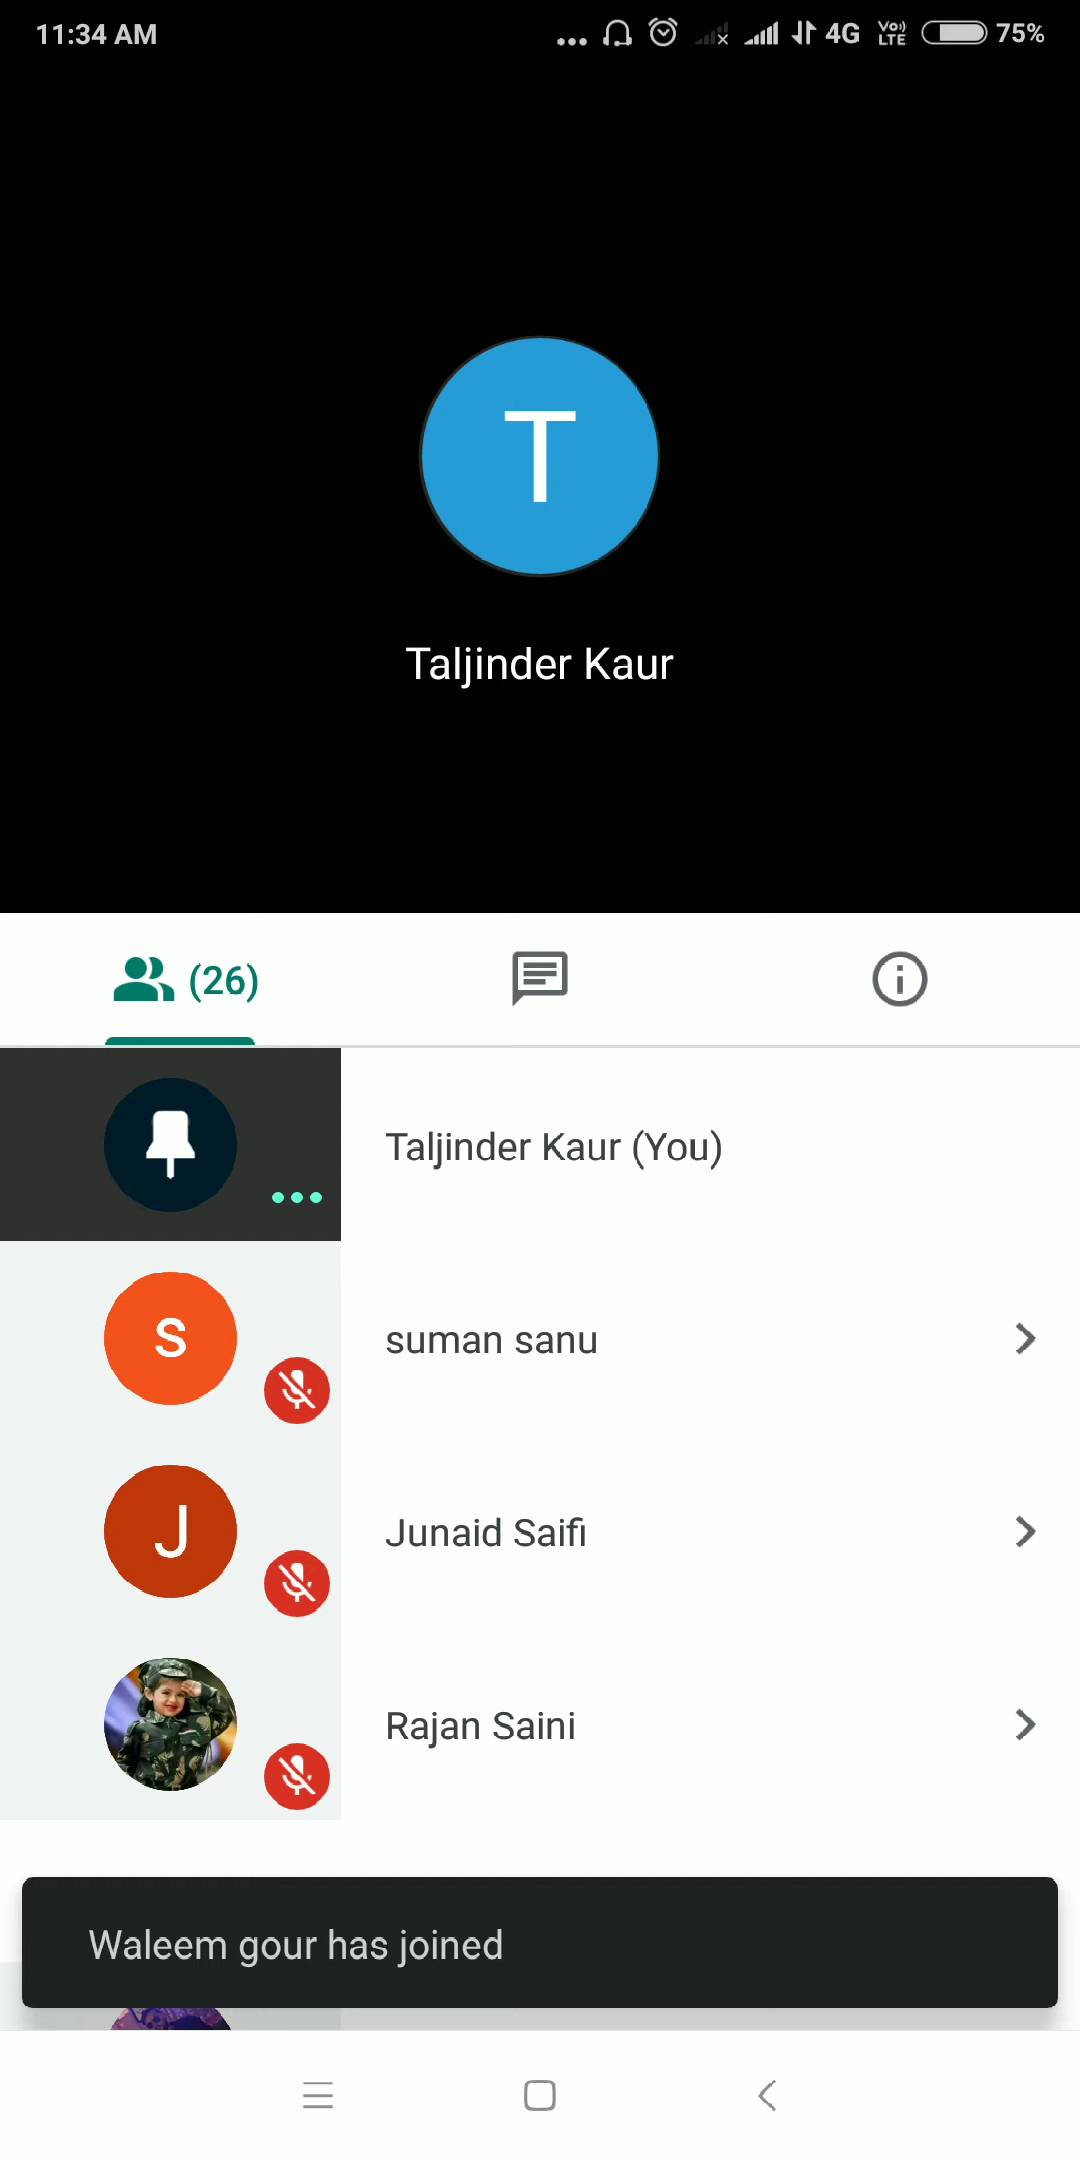 11:34 AM
4G
Vo)) LTE
75%
T
Taljinder Kaur
(26)
Taljinder Kaur (You)
s
suman sanu
J
Junaid Saifi
Rajan Saini
Waleem gour has joined